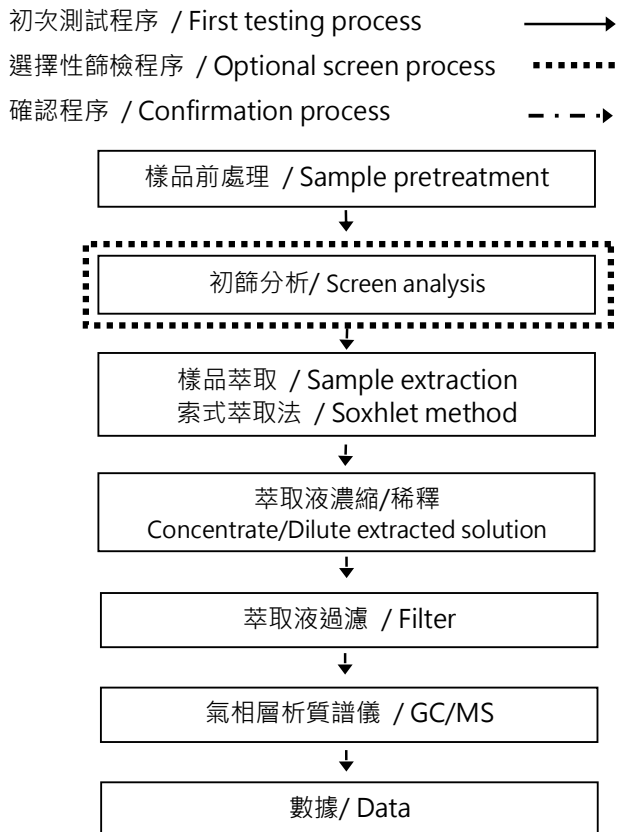 初次測試程序 / First testing process
選擇性篩檢程序 / Optional screen process
確認程序 / Confirmation process
樣品前處理 / Sample pretreatment
初篩分析/ Screen analysis
樣品萃取 / Sample extraction
索式萃取法 / Soxhlet method
萃取液濃縮/稀釋
Concentrate/Dilute extracted solution
萃取液過濾 / Filter
氣相層析質譜儀 / GC/MS
數據/ Data